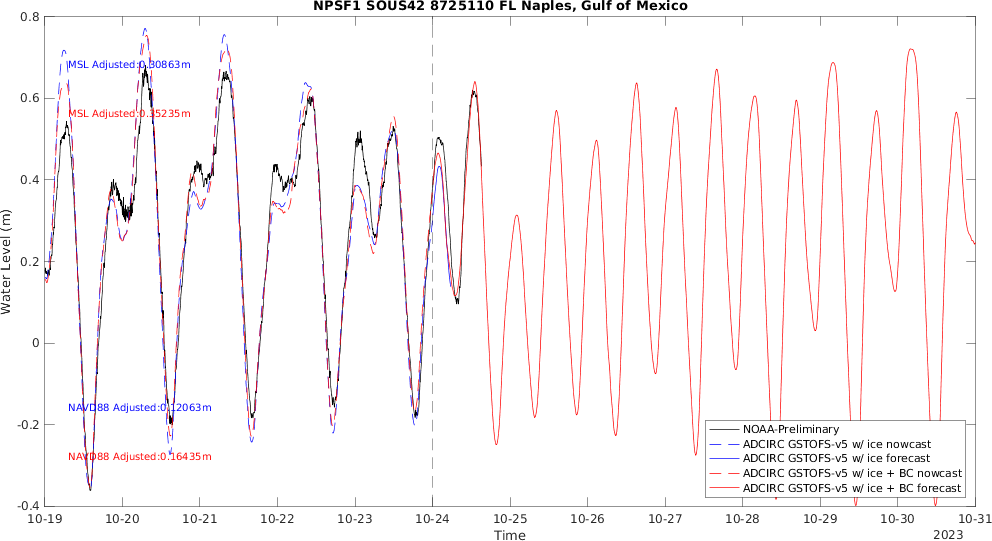 NPSF1 SOUS42 8725110 FL Naples, Gulf of Mexico
Water Level (m)
0.8
0.6
0.4
0.2
0
-0.2
-0.4
MSL Adjusted:0.30863m
MSL Adjusted:0.35235m
NAVD88 Adjusted:0.12063m
NAVD88 Adjusted:0.16435m
NOAA-Preliminary
ADCIRC GSTOFS-v5 w/ ice nowcast
ADCIRC GSTOFS-v5 w/ ice forecast
ADCIRC GSTOFS-v5 w/ ice + BC nowcast
ADCIRC GSTOFS-v5 w/ ice + BC forecast
10-19 10-20 10-21 10-22 10-23 10-24 10-25 10-26 10-27 10-28 10-29 10-30 10-31
Time
2023